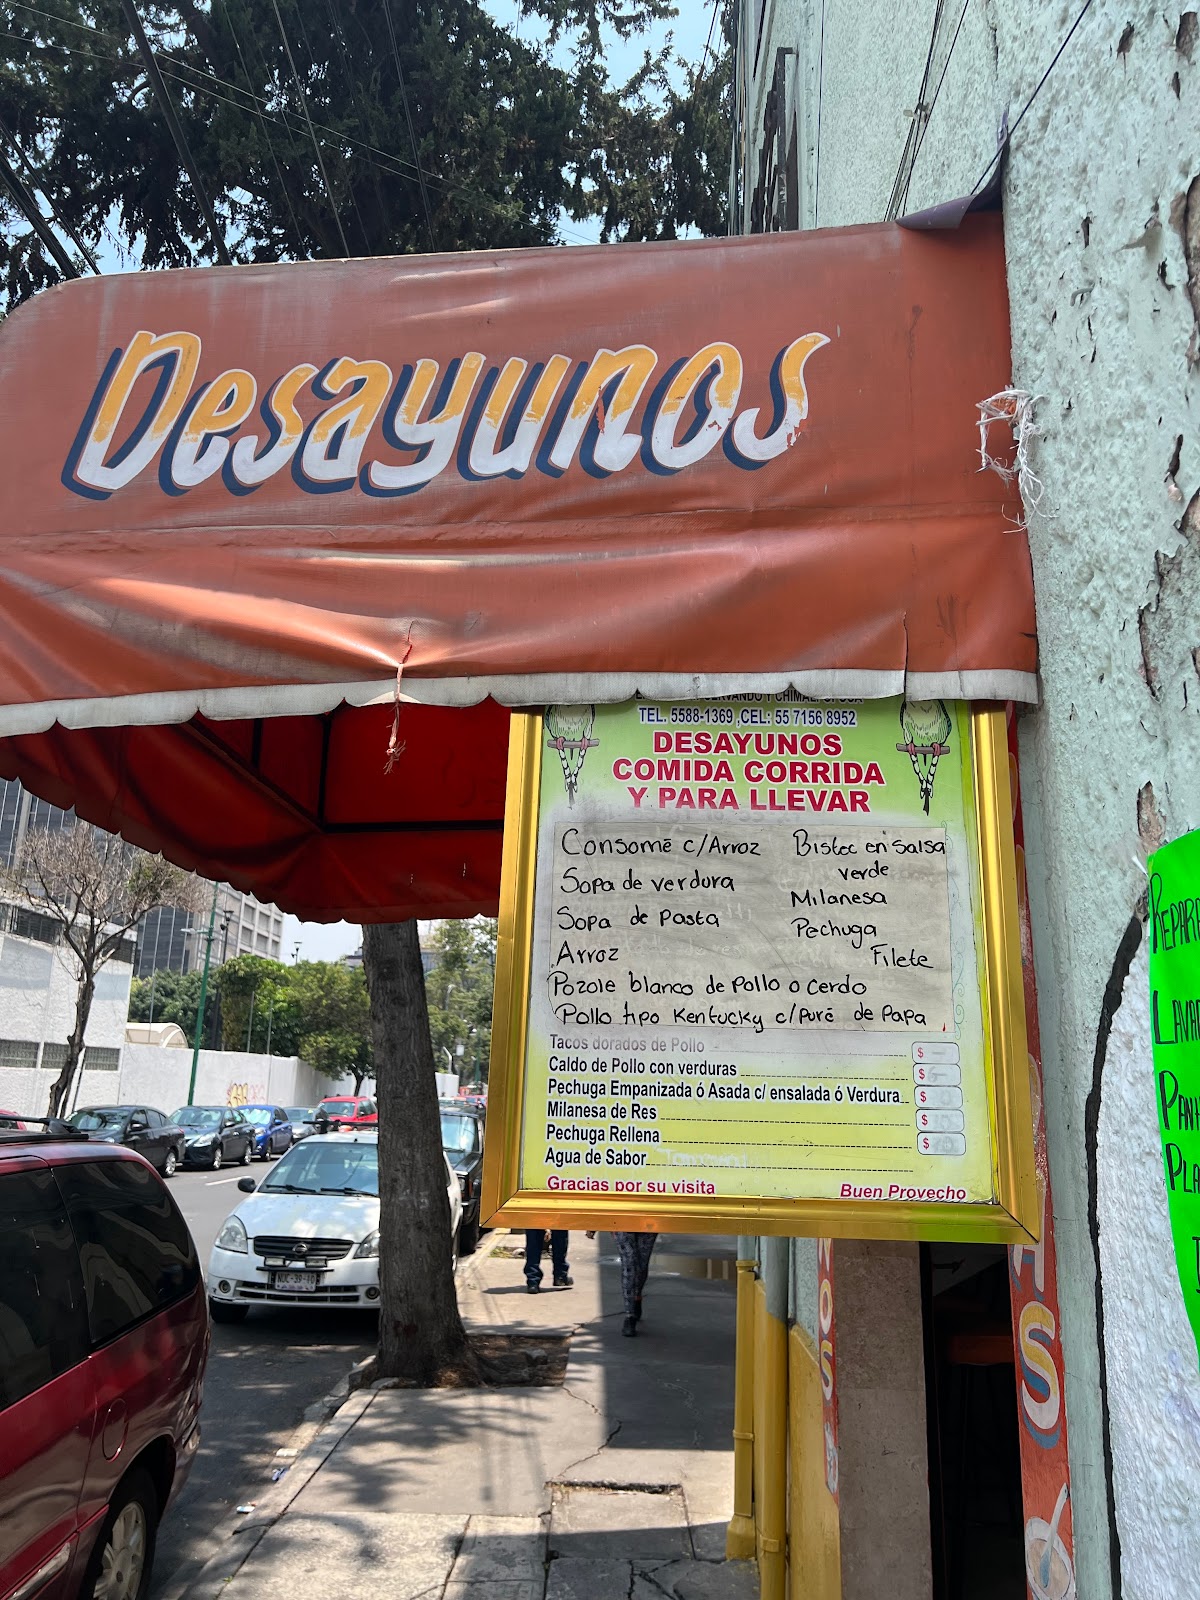 Desayunos
TEL. 5588-1369 ,CEL: 55 7156 8952
DESAYUNOS
COMIDA CORRIDA
Y PARA LLEVAR
Consomē c/Arroz
Sopa de verdura
Sopa de pasta
Arroz
Bistec en salsa
verde
Milanesa
Pechuga
Filete
Pozole blanco de pollo o cerdo
Pollo tipo Kentucky c/purē de papa
Tacos dorados de Pollo $
Caldo de Pollo con verduras $
Pechuga Empanizada ó Asada c/ ensalada ó Verdura $
Milanesa de Res $
Pechuga Rellena $
Agua de Sabor
Gracias por su visita
Buen Provecho